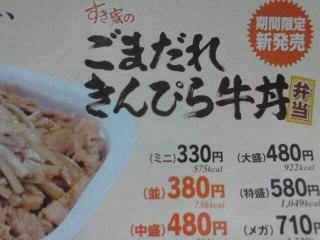 すき家の
期間限定
新発売
ごまだれ
きんぴら牛丼
弁当
(ミニ)330円
575kcal
(大盛)480円
922kcal
(並)380円
736kcal
(特盛)580円
1,049kcal
(中盛)480円
(メガ)710円